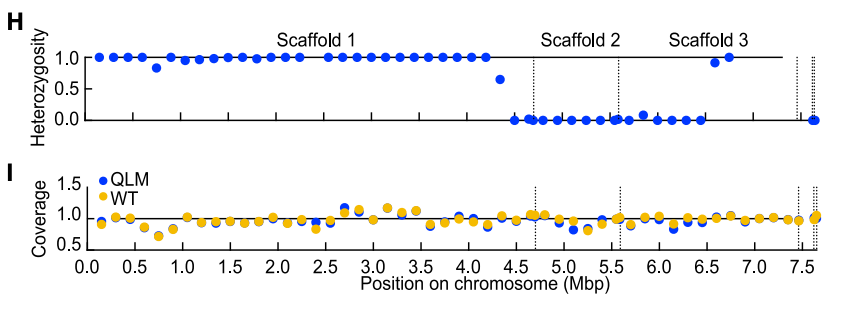 H
Scaffold 1 Scaffold 2 Scaffold 3
Heterozygosity
1.0
0.5
0.0
I
QLM
WT
Coverage
1.5
1.0
0.5
0.0 0.5 1.0 1.5 2.0 2.5 3.0 3.5 4.0 4.5 5.0 5.5 6.0 6.5 7.0 7.5
Position on chromosome (Mbp)